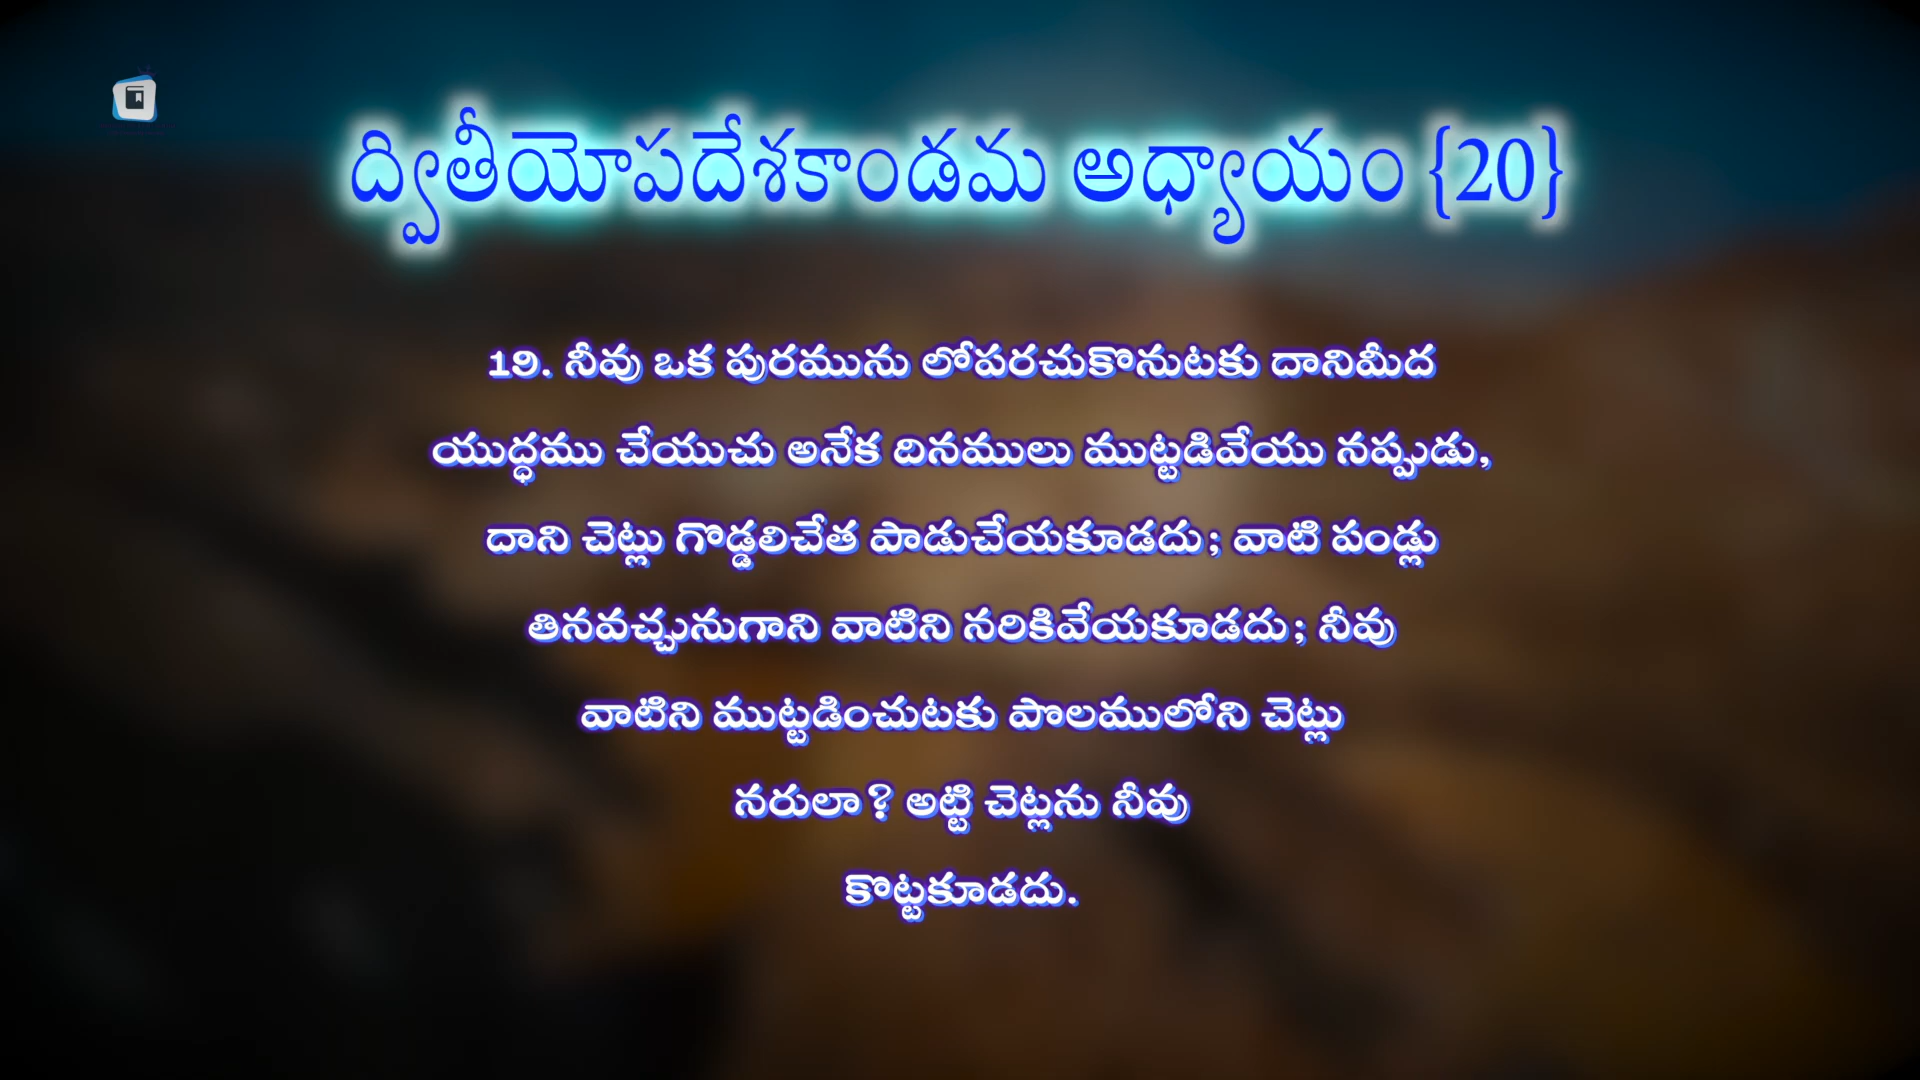 ద్వితీయోపదేశకాండమ అధ్యాయం {20}
19. నీవు ఒక పురమును లోపరచుకొనుటకు దానిమీద
యుద్ధము చేయుచు అనేక దినములు ముట్టడివేయు నప్పుడు,
దాని చెట్లు గొడ్డలిచేత పాడుచేయకూడదు; వాటి పండ్లు
తినవచ్చునుగాని వాటిని నరికివేయకూడదు; నీవు
వాటిని ముట్టడించుటకు పొలములోని చెట్లు
నరులా? అట్టి చెట్లను నీవు
కొట్టకూడదు.